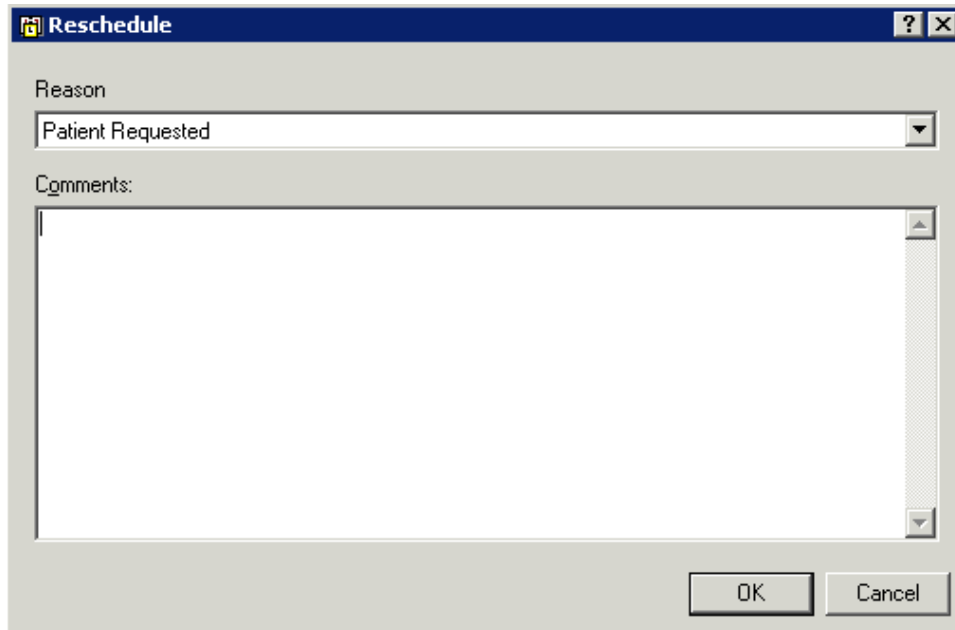 Reschedule
Reason
Patient Requested
Comments:
OK Cancel